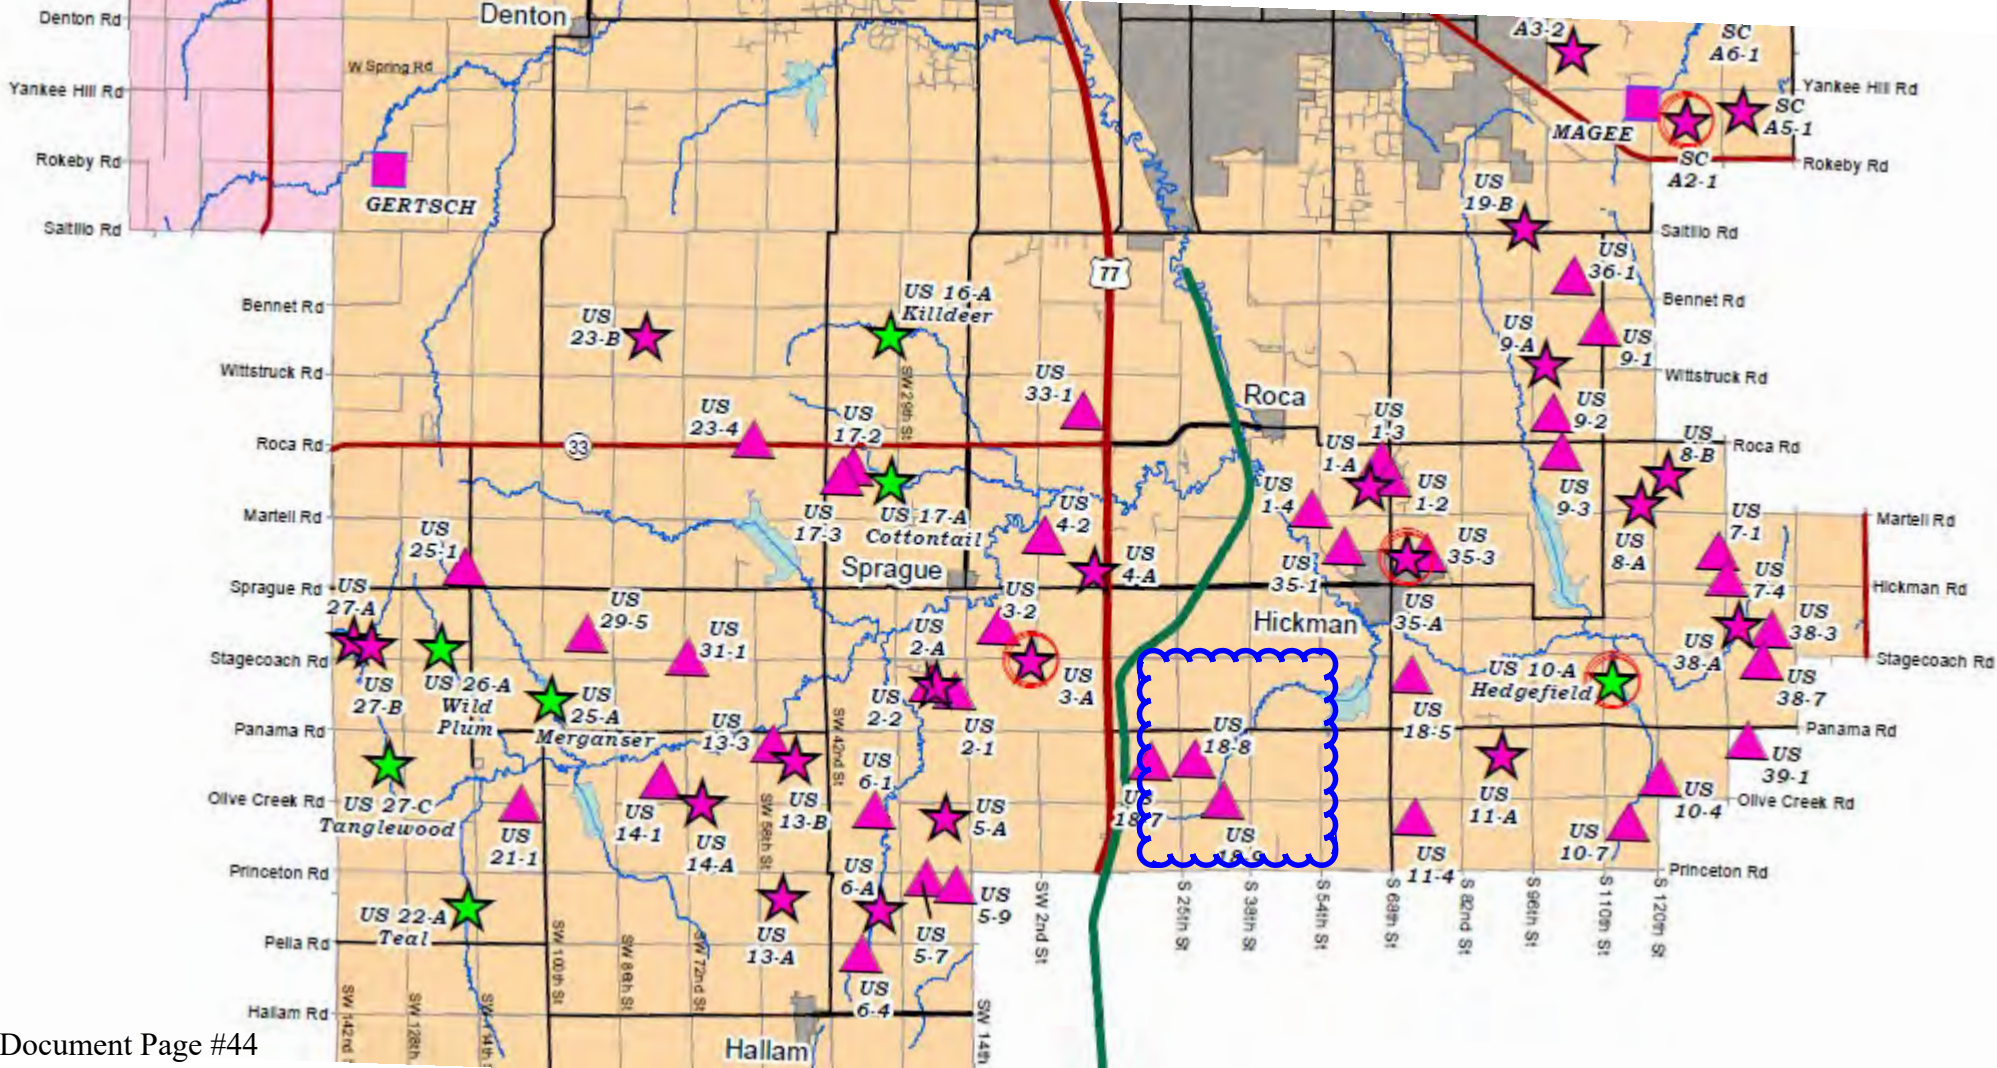 Denton Rd
Denton
A3-2
SC
A6-1
W Spring Rd
Yankee Hill Rd
Yankee Hill Rd
SC
A5-1
MAGEE
Rokeby Rd
Rokeby Rd
SC
A2-1
GERTSCH
US
19-B
Saltillo Rd
Saltillo Rd
77
US
36-1
Bennet Rd
US 16-A
Killdeer
Bennet Rd
US
23-B
US
9-A
US
9-1
Wittstruck Rd
Wittstruck Rd
SW 29th St
US
33-1
Roca
US
23-4
US
17-2
US
1-3
US
9-2
Roca Rd
33
US
1-A
US
8-B
Roca Rd
US
1-4
US
1-2
US
9-3
Martell Rd
US
17-3
US 17-A
Cottontail
US
4-2
US
7-1
Martell Rd
US
25-1
US
35-3
US
8-A
Sprague
US
4-A
US
35-1
US
7-4
Sprague Rd
Hickman Rd
US
27-A
US
29-5
US
3-2
US
35-A
Hickman
US
38-3
US
31-1
US
2-A
US
38-A
Stagecoach Rd
Stagecoach Rd
US
27-B
US 26-A
Wild
Plum
US
25-A
Merganser
US
2-2
US
3-A
US 10-A
Hedgefield
US
38-7
Panama Rd
US
13-3
SW 42nd St
US
2-1
US
18-8
US
18-5
Panama Rd
US
6-1
US
39-1
US 27-C
Tanglewood
Olive Creek Rd
US
14-1
SW 58th St
US
13-B
US
5-A
US
18-7
US
11-A
US
10-4
Olive Creek Rd
US
21-1
US
14-A
US
18-9
US
11-4
US
10-7
Princeton Rd
US
6-A
Princeton Rd
US
5-9
US 22-A
Teal
US
13-A
US
5-7
Pella Rd
SW 100th St
SW 86th St
SW 72nd St
SW 2nd St
S 25th St
S 38th St
S 54th St
S 68th St
S 82nd St
S 96th St
S 110th St
S 120th St
US
6-4
Hallam Rd
SW 142nd
SW 128th
SW 114th
SW 14th
Hallam
Document Page #44